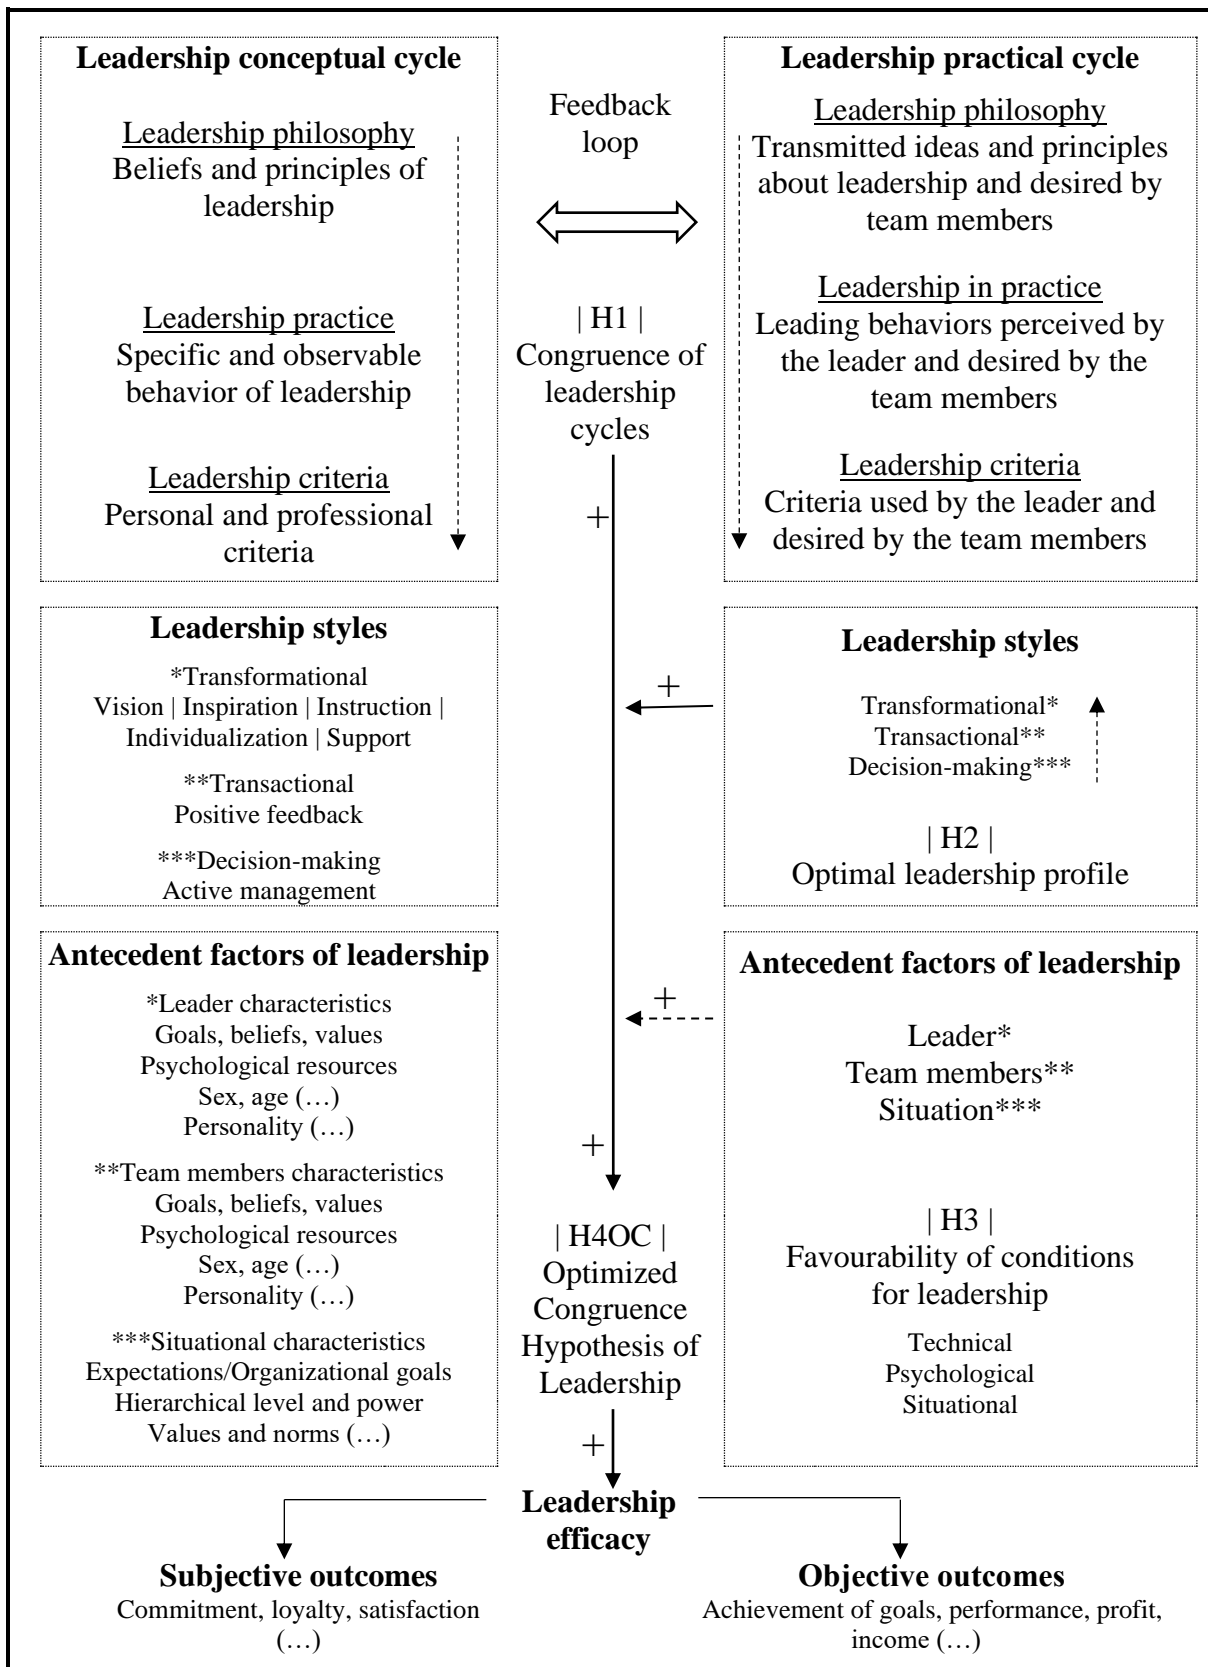 Leadership conceptual cycle
Leadership philosophy
Beliefs and principles of
leadership
Leadership practice
Specific and observable
behavior of leadership
Leadership criteria
Personal and professional
criteria
Feedback
loop
| H1 |
Congruence of
leadership
cycles
+
Leadership practical cycle
Leadership philosophy
Transmitted ideas and principles
about leadership and desired by
team members
Leadership in practice
Leading behaviors perceived by
the leader and desired by the
team members
Leadership criteria
Criteria used by the leader and
desired by the team members
Leadership styles
*Transformational
Vision | Inspiration | Instruction |
Individualization | Support
**Transactional
Positive feedback
***Decision-making
Active management
+
Leadership styles
Transformational*
Transactional**
Decision-making***
| H2 |
Optimal leadership profile
Antecedent factors of leadership
*Leader characteristics
Goals, beliefs, values
Psychological resources
Sex, age (…)
Personality (…)
**Team members characteristics
Goals, beliefs, values
Psychological resources
Sex, age (…)
Personality (…)
***Situational characteristics
Expectations/Organizational goals
Hierarchical level and power
Values and norms (…)
+
+
| H4OC |
Optimized
Congruence
Hypothesis of
Leadership
+
Antecedent factors of leadership
Leader*
Team members**
Situation***
| H3 |
Favourability of conditions
for leadership
Technical
Psychological
Situational
Leadership
efficacy
Subjective outcomes
Commitment, loyalty, satisfaction
(…)
Objective outcomes
Achievement of goals, performance, profit,
income (…)